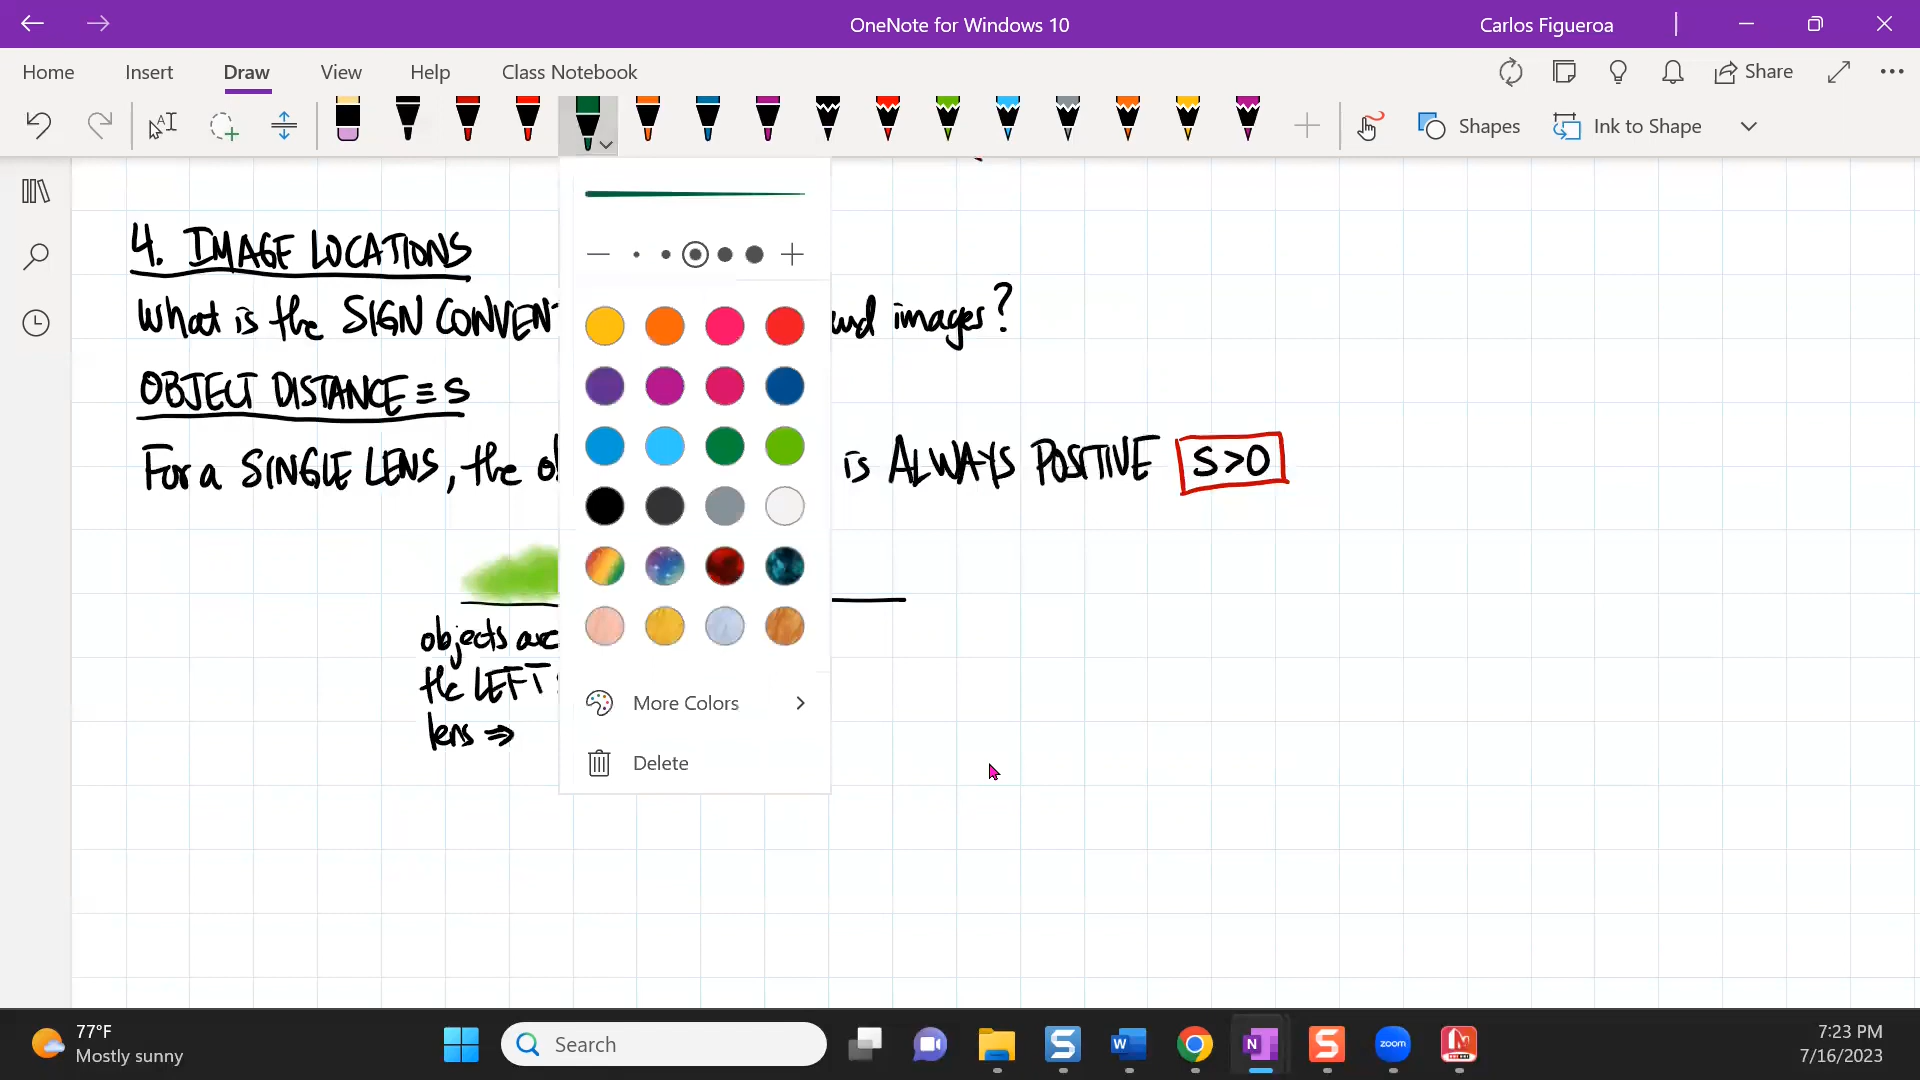 OneNote for Windows 10
Carlos Figueroa
Home Insert Draw View Help Class Notebook
Share
Shapes
Ink to Shape
4. IMAGE LOCATIONS
What is the SIGN images?
OBJECT DISTANCE ≡ S
For a SINGLE LENS, the is ALWAYS POSITIVE S>0
objects are
the LEFT
lens ⇒
More Colors
Delete
77°F
Mostly sunny
Search
W
N
S
S
zoom
7:23 PM
7/16/2023